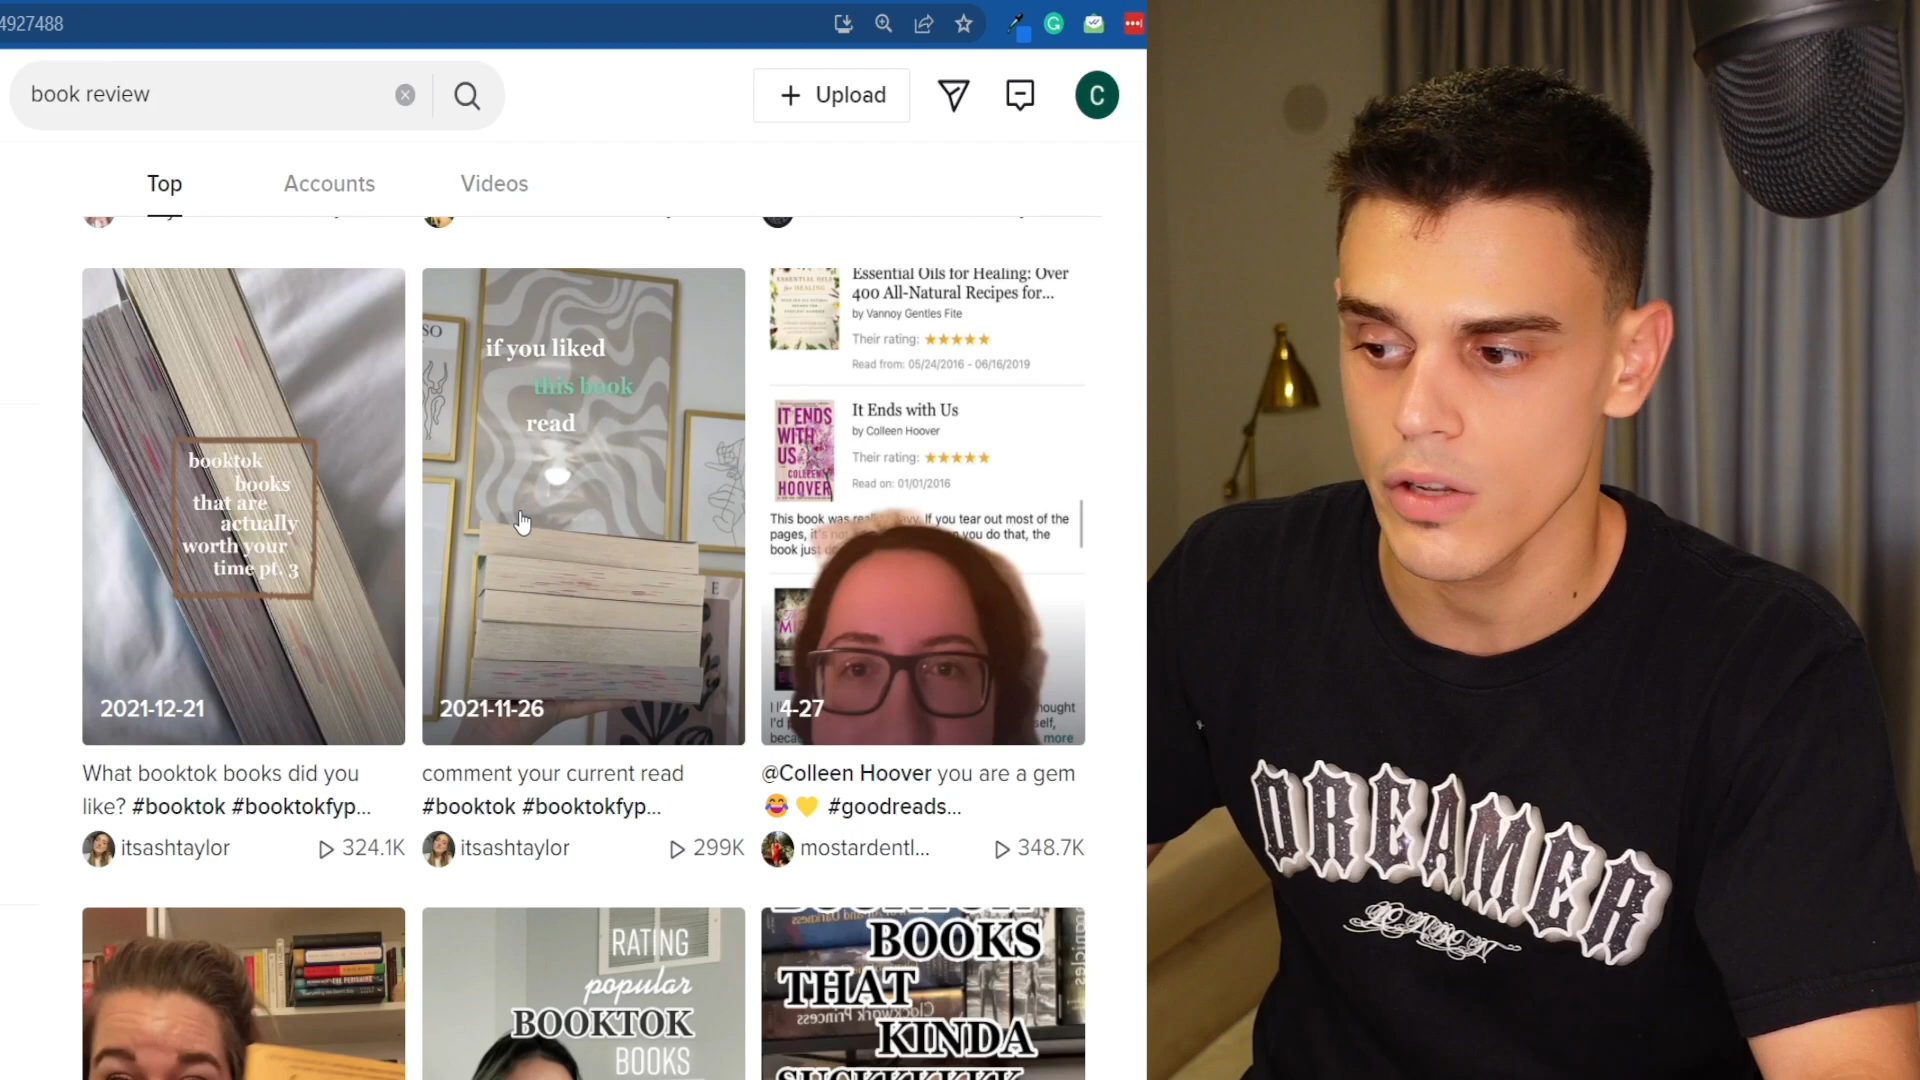 4927488
book review
Upload
C
Top
Accounts
Videos
booktok
books
that are
actually
worth your
time pt. 3
2021-12-21
What booktok books did you
like? #booktok #booktokfyp...
itsashtaylor
324.1K
SO
if you liked
this book
read
E
2021-11-26
comment your current read
#booktok #booktokfyp...
itsashtaylor
299K
Essential Oils for Healing: Over
400 All-Natural Recipes for...
by Vannoy Gentles Fite
Their rating:
Read from: 05/24/2016 - 06/16/2019
IT ENDS
WITH
US
COLLEEN
HOOVER
It Ends with Us
by Colleen Hoover
Their rating:
Read on: 01/01/2016
This book was If you tear out most of the
pages, you do that, the
book just
4-27
more
@Colleen Hoover you are a gem
😂 💛 #goodreads...
mostardentl...
348.7K
RATING
popular
BOOKTOK
BOOKS
BOOKS
THAT
KINDA
Clockwork Princess
DREAMER
LONDON